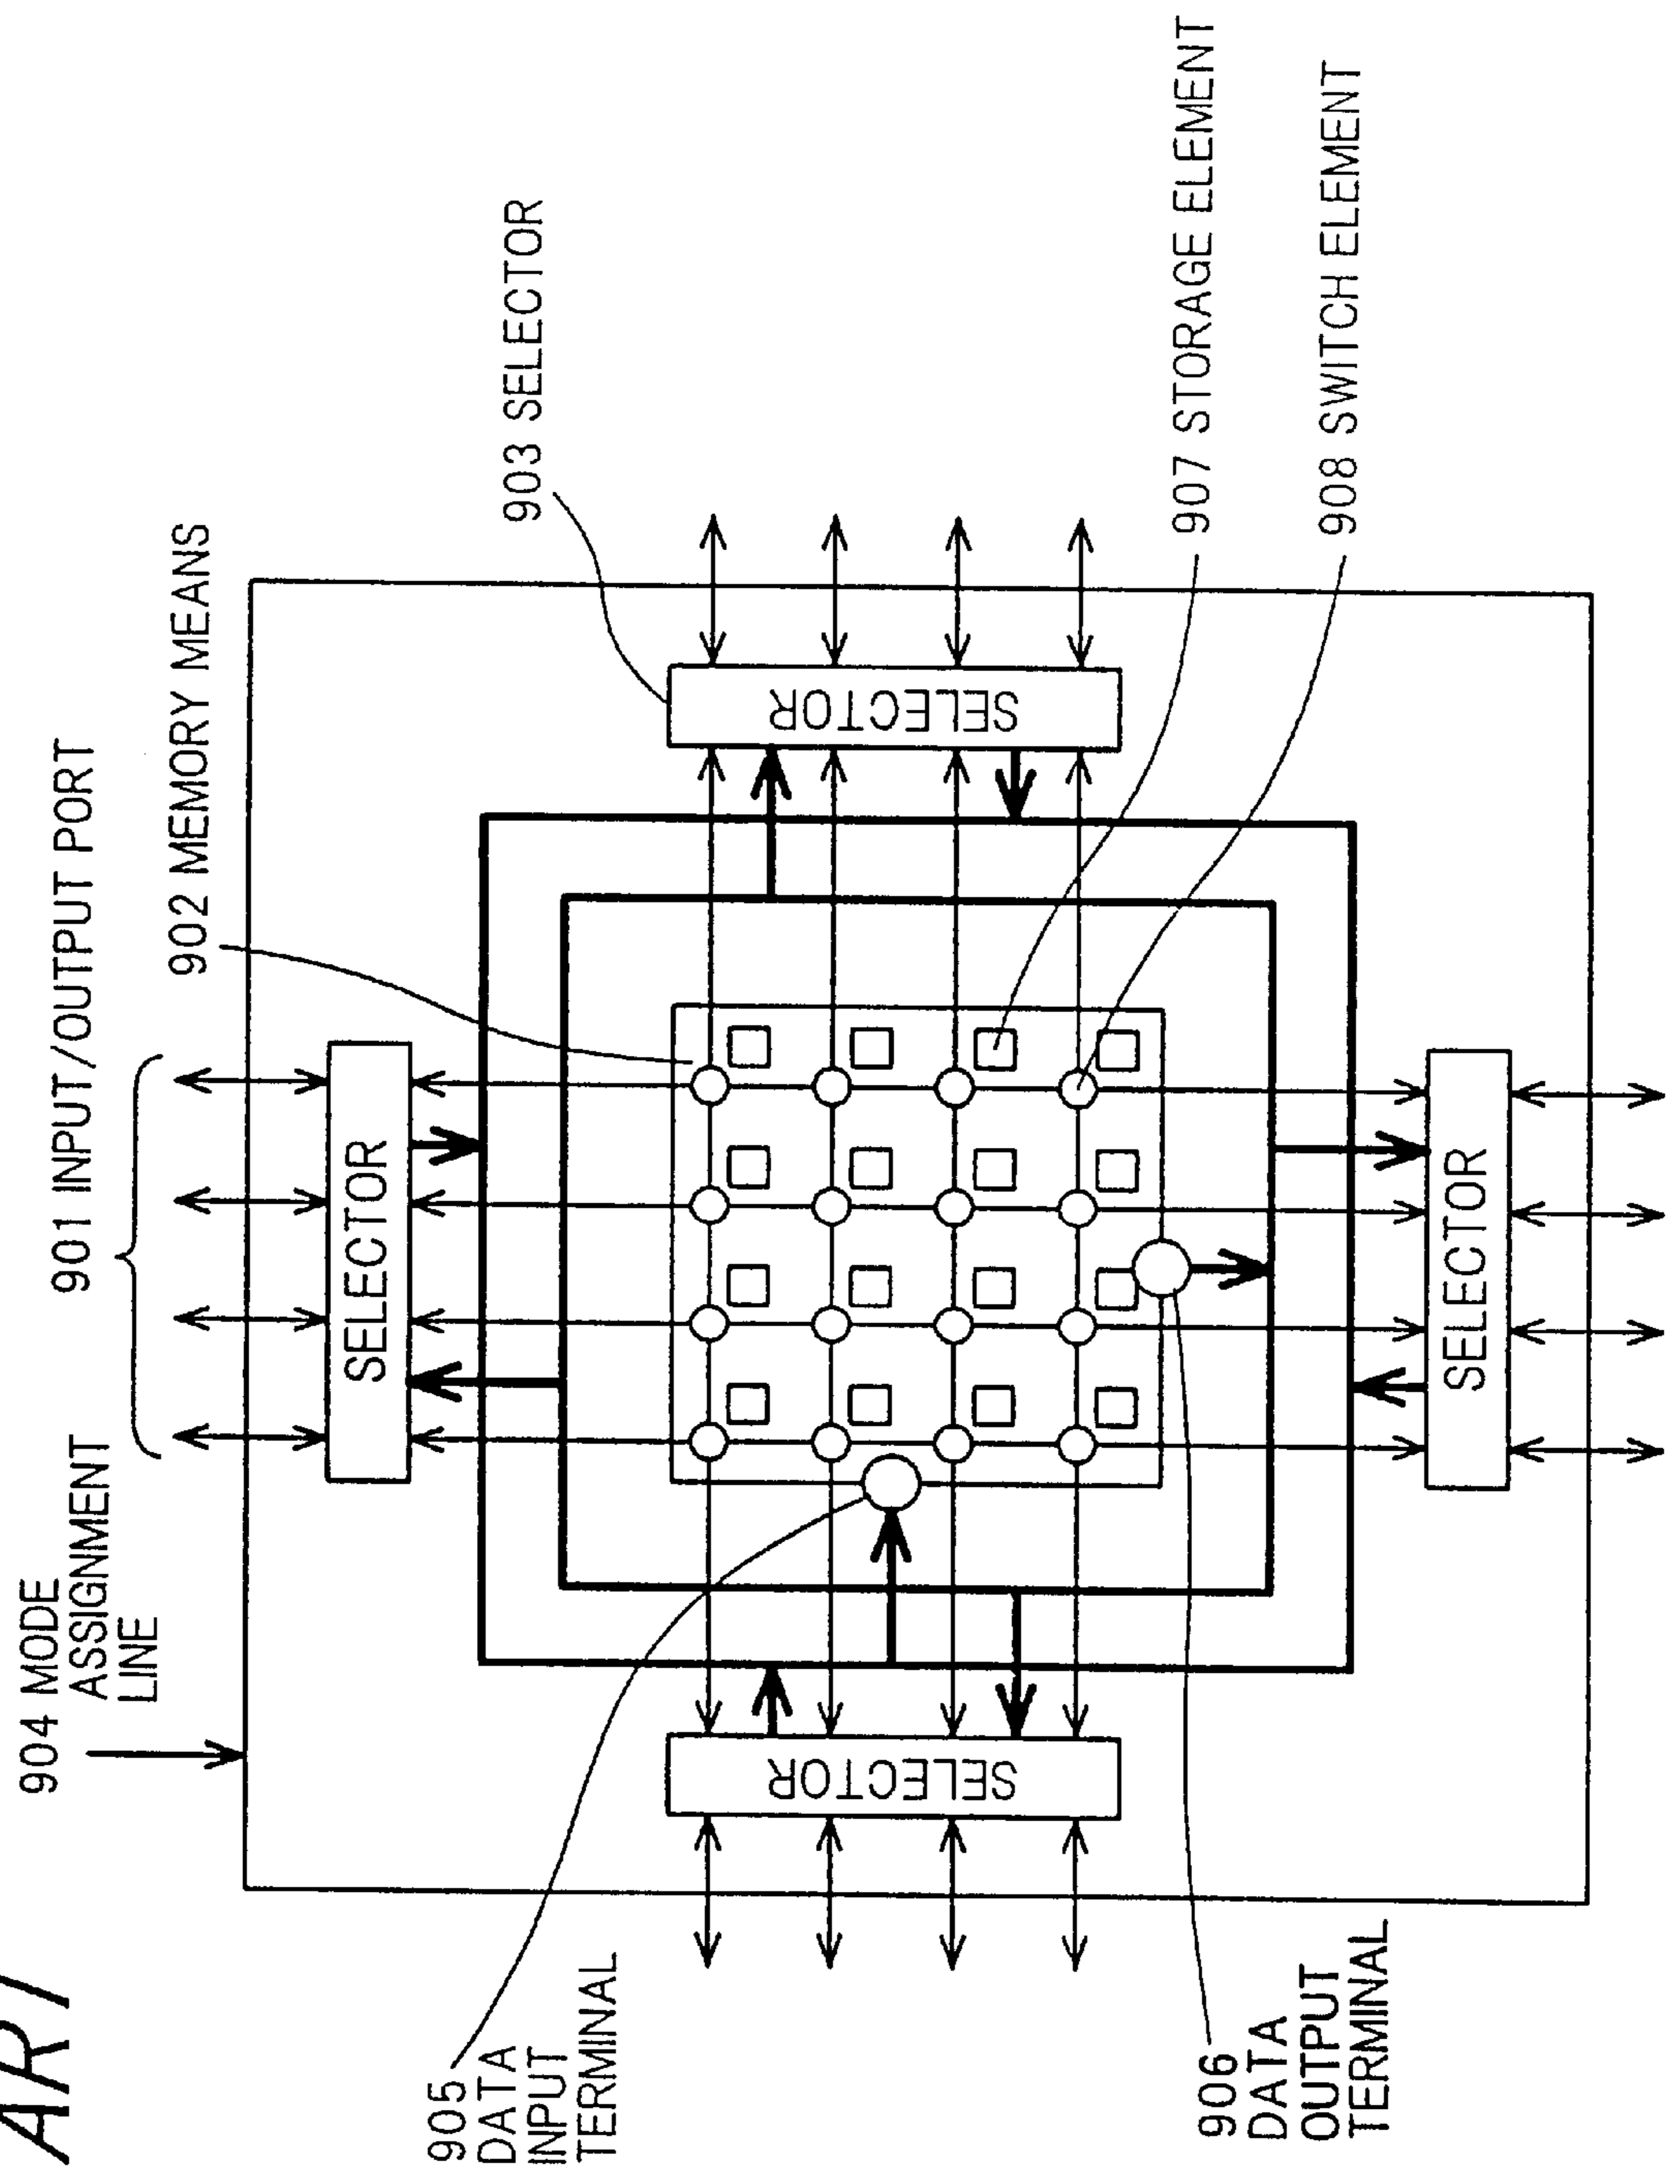 ART
904 MODE
ASSIGNMENT
LINE
901 INPUT/OUTPUT PORT
902 MEMORY MEANS
903 SELECTOR
SELECTOR
SELECTOR
SELECTOR
SELECTOR
905
DATA
INPUT
TERMINAL
906
DATA
OUTPUT
TERMINAL
907 STORAGE ELEMENT
908 SWITCH ELEMENT